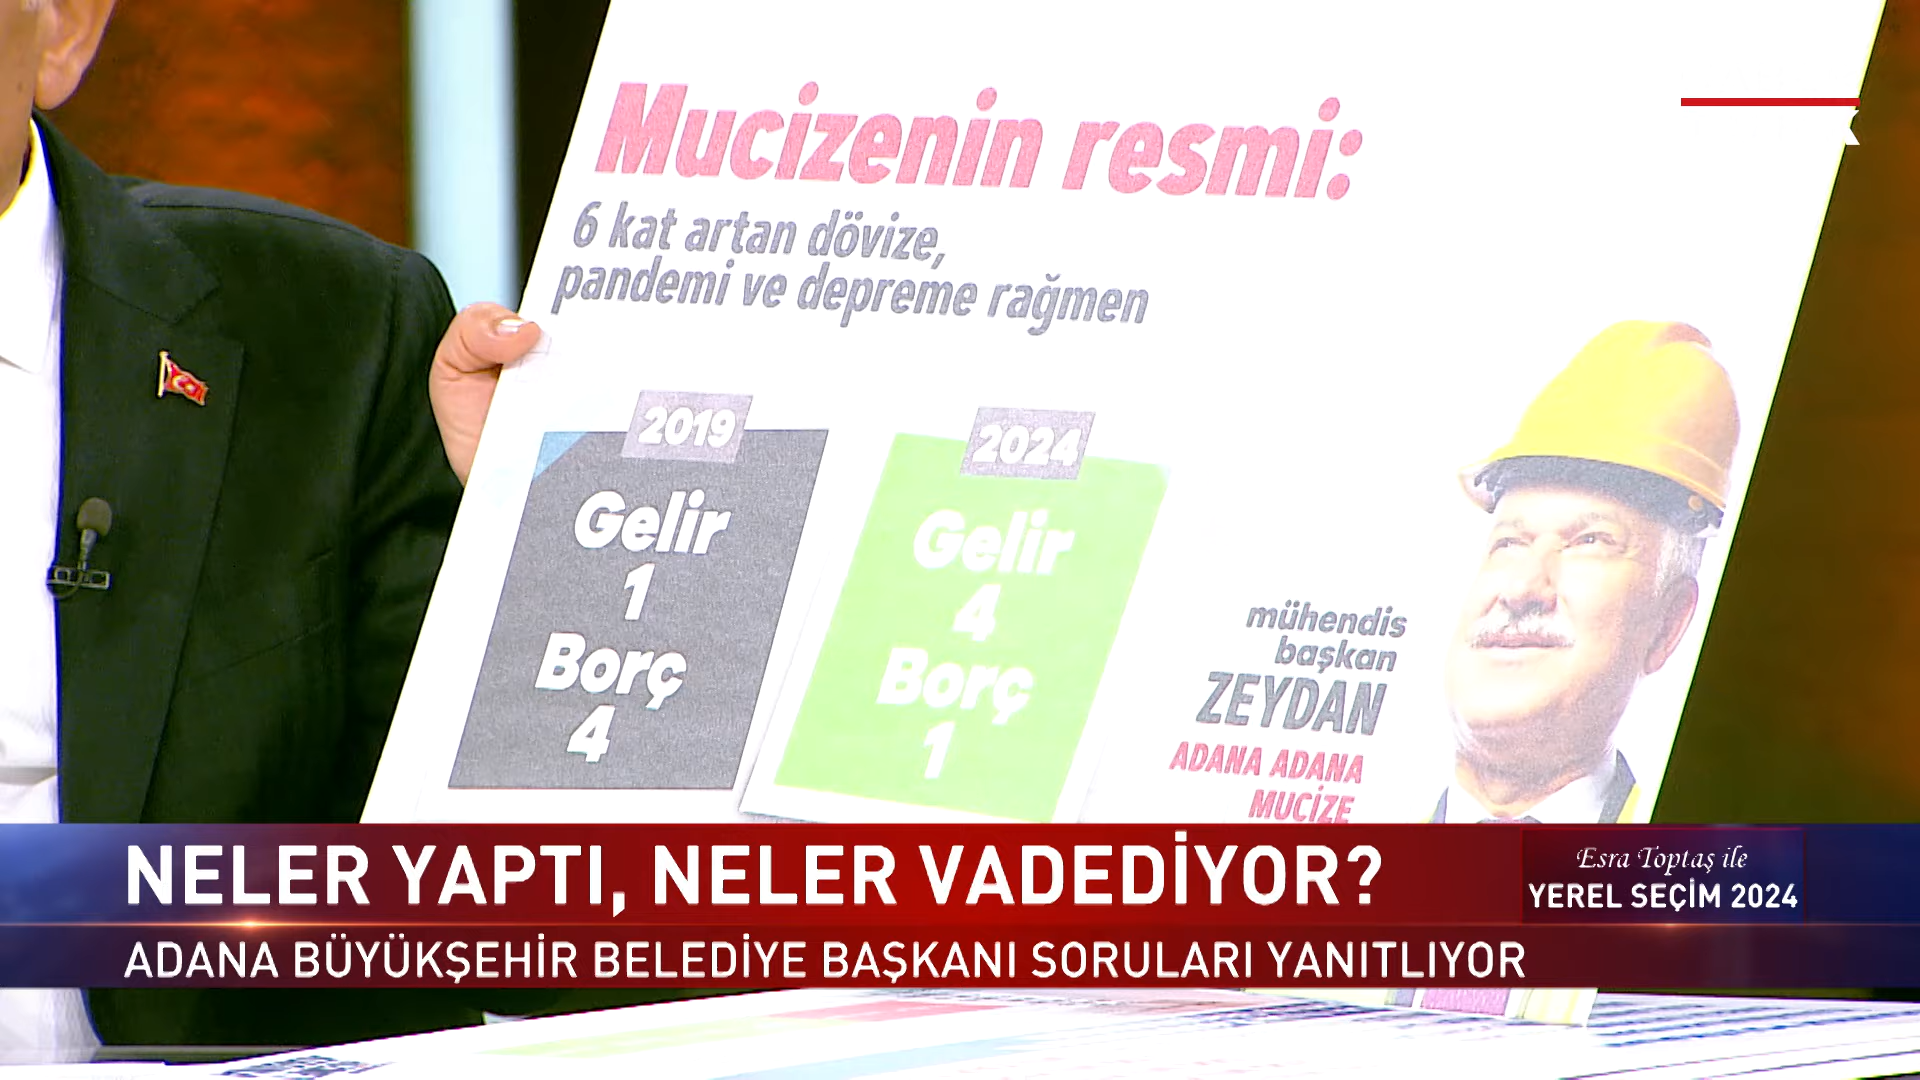 Mucizenin resmi:
6 kat artan dövize,
pandemi ve depreme rağmen
2019
Gelir
1
Borç
4
2024
Gelir
4
Borç
1
mühendis
başkan
ZEYDAN
ADANA ADANA
MUCİZE
NELER YAPTI, NELER VADEDİYOR?
Esra Toptaş ile
YEREL SEÇİM 2024
ADANA BÜYÜKŞEHİR BELEDİYE BAŞKANI SORULARI YANITLIYOR